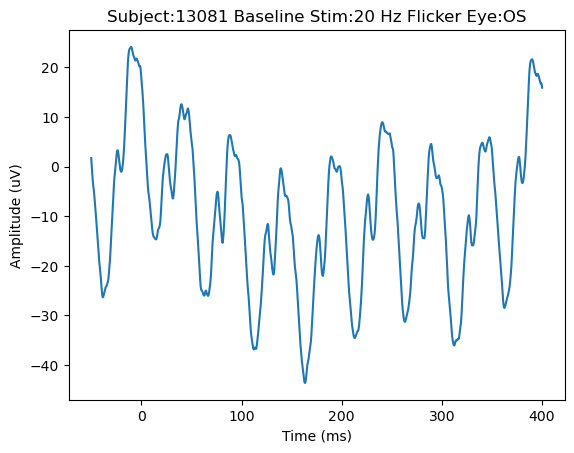 Subject:13081 Baseline Stim:20 Hz Flicker Eye:OS
Amplitude (uV)
20
10
0
−10
−20
−30
−40
0 100 200 300 400
Time (ms)